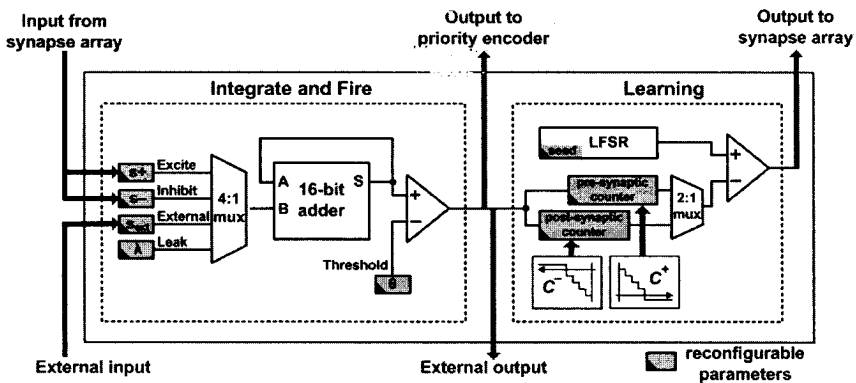 Input from
synapse array
Output to
priority encoder
Output to
synapse array
Integrate and Fire
Learning
s+
Excite
s−
Inhibit
s_ext
External
λ
Leak
4:1
mux
A
B
S
16-bit
adder
+
−
Threshold
θ
seed
LFSR
+
−
pre-synaptic
counter
post-synaptic
counter
2:1
mux
C−
C+
External input
External output
reconfigurable
parameters